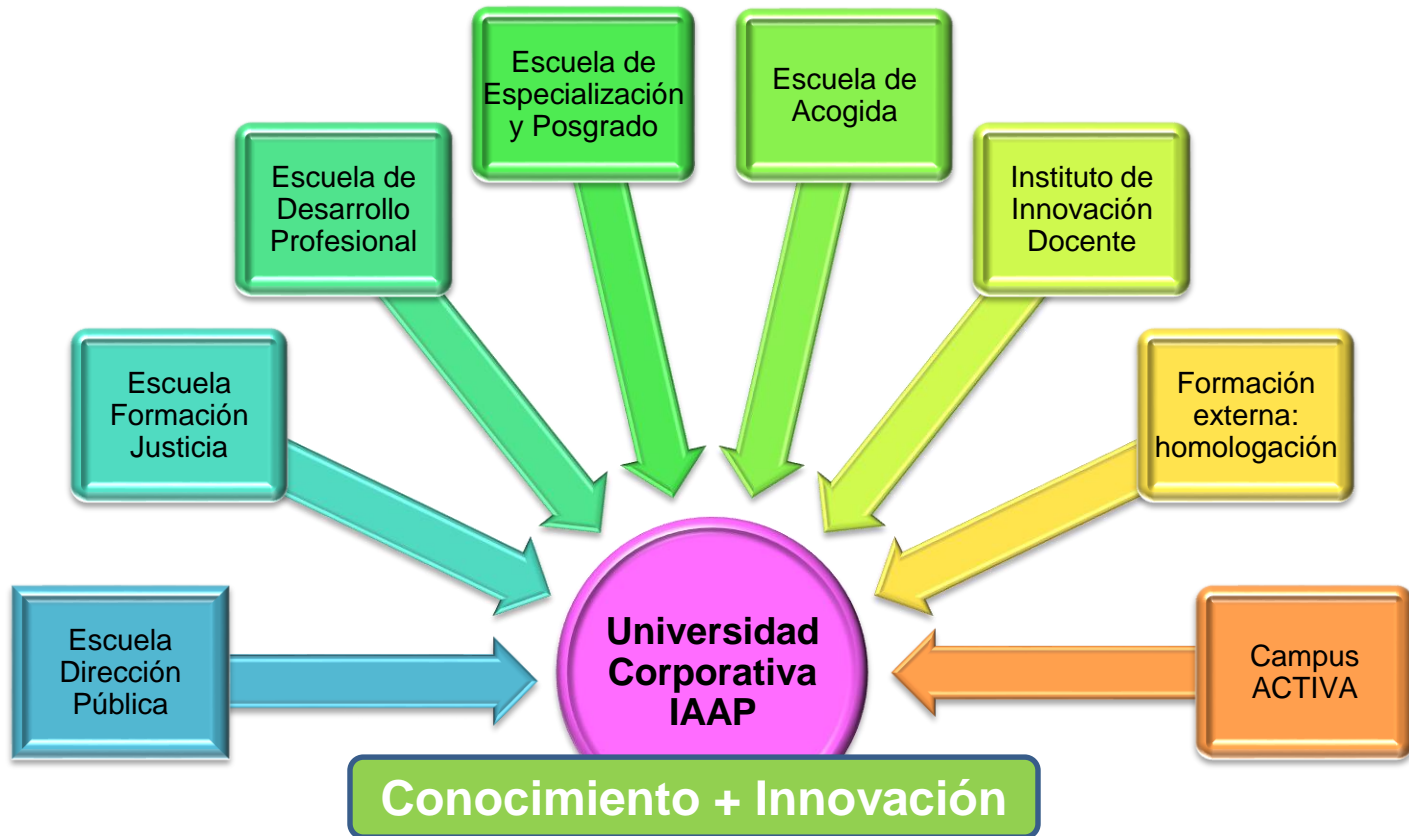 Escuela de
Especialización
y Posgrado
Escuela de
Acogida
Escuela de
Desarrollo
Profesional
Instituto de
Innovación
Docente
Escuela
Formación
Justicia
Formación
externa:
homologación
Escuela
Dirección
Pública
Universidad
Corporativa
IAAP
Campus
ACTIVA
Conocimiento + Innovación